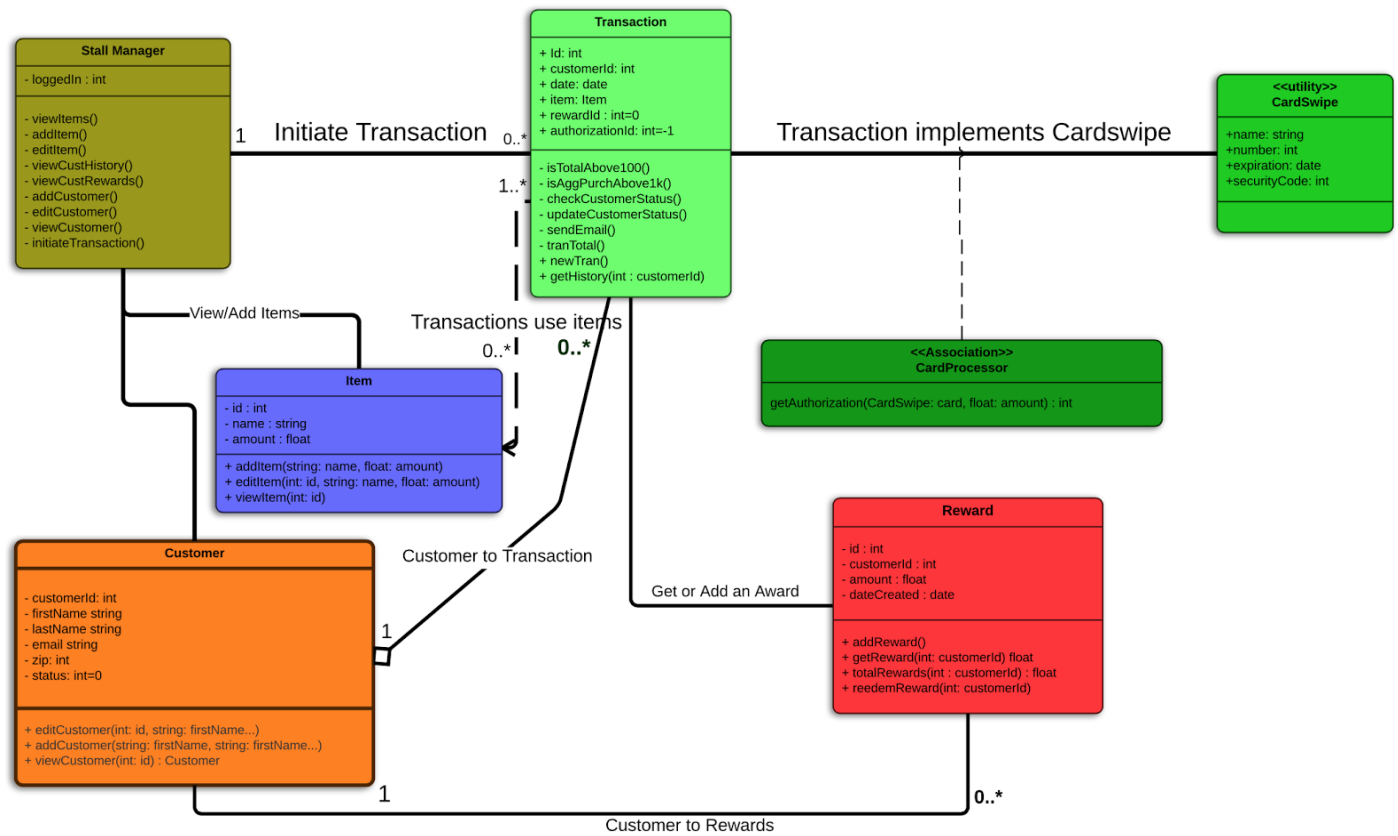 Stall Manager
- loggedIn : int
- viewItems()
- addItem()
- editItem()
- viewCustHistory()
- viewCustRewards()
- addCustomer()
- editCustomer()
- viewCustomer()
- initiateTransaction()
1
Initiate Transaction
0..*
Transaction
+ Id: int
+ customerId: int
+ date: date
+ item: Item
+ rewardId : int=0
+ authorizationId: int=-1
- isTotalAbove100()
- isAggPurchAbove1k()
- checkCustomerStatus()
- updateCustomerStatus()
- sendEmail()
- tranTotal()
+ newTran()
+ getHistory(int : customerId)
Transaction implements Cardswipe
<<utility>>
CardSwipe
+name: string
+number: int
+expiration: date
+securityCode: int
1..*
Transactions use items
0..*
0..*
View/Add Items
Item
- id : int
- name : string
- amount : float
+ addItem(string: name, float: amount)
+ editItem(int: id, string: name, float: amount)
+ viewItem(int: id)
<<Association>>
CardProcessor
getAuthorization(CardSwipe: card, float: amount) : int
Customer
- customerId: int
- firstName string
- lastName string
- email string
- zip: int
- status: int=0
+ editCustomer(int: id, string: firstName...)
+ addCustomer(string: firstName, string: firstName...)
+ viewCustomer(int: id) : Customer
Customer to Transaction
1
Get or Add an Award
Reward
- id : int
- customerId : int
- amount : float
- dateCreated : date
+ addReward()
+ getReward(int: customerId) float
+ totalRewards(int : customerId) : float
+ reedemReward(int: customerId)
1
0..*
Customer to Rewards